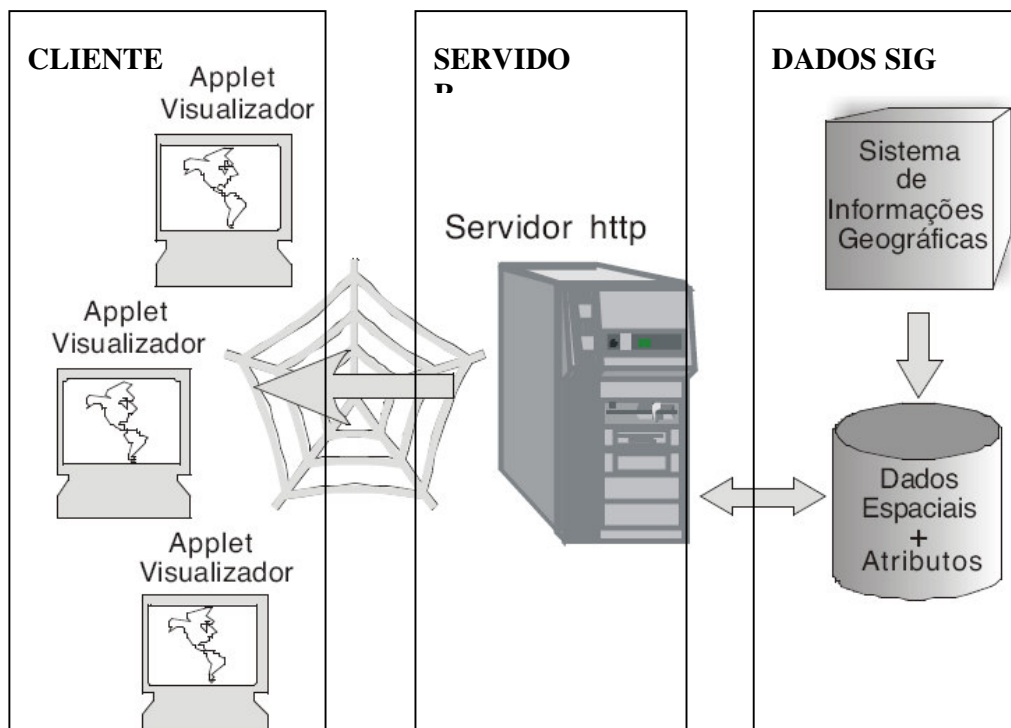 CLIENTE
Applet
Visualizador
Applet
Visualizador
Applet
Visualizador
SERVIDO
R
Servidor http
DADOS SIG
Sistema
de
Informações
Geográficas
Dados
Espaciais
+
Atributos